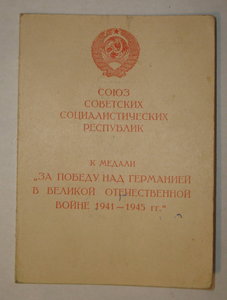 СОЮЗ
СОВЕТСКИХ
СОЦИАЛИСТИЧЕСКИХ
РЕСПУБЛИК
К МЕДАЛИ
„ЗА ПОБЕДУ НАД ГЕРМАНИЕЙ
В ВЕЛИКОЙ ОТЕЧЕСТВЕННОЙ
ВОЙНЕ 1941—1945 гг.“